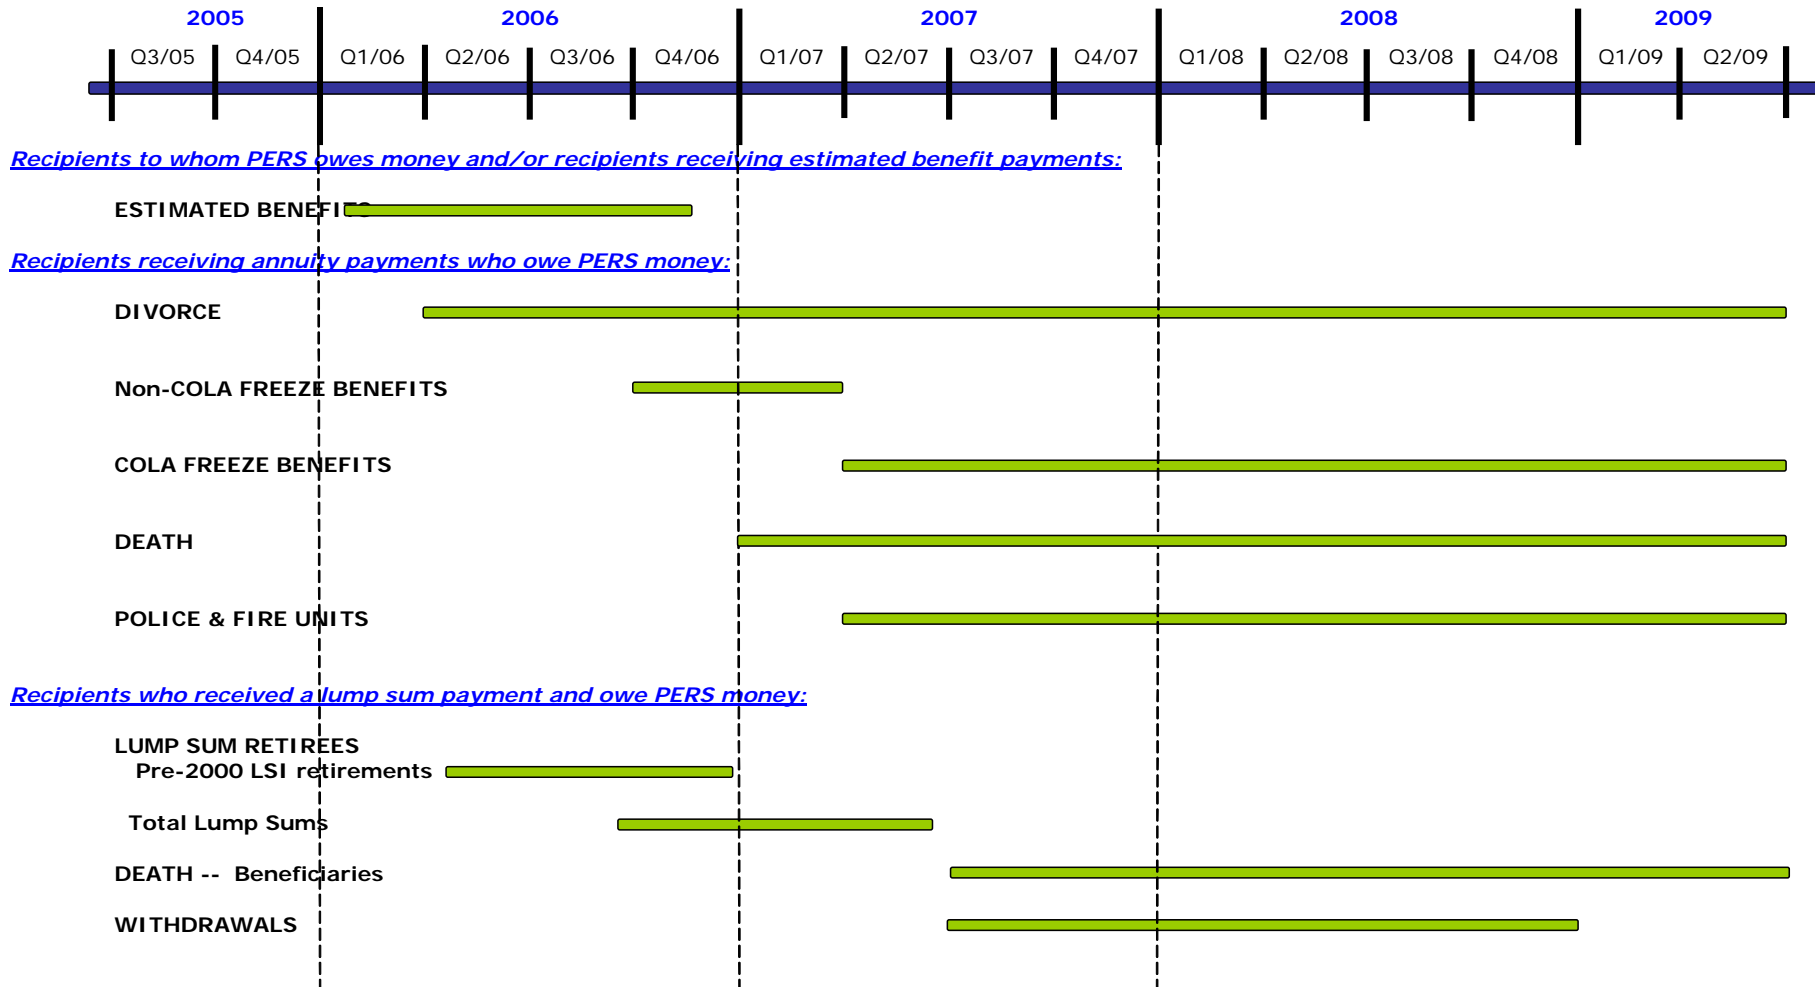 2005 2006 2007 2008 2009
Q3/05 Q4/05 Q1/06 Q2/06 Q3/06 Q4/06 Q1/07 Q2/07 Q3/07 Q4/07 Q1/08 Q2/08 Q3/08 Q4/08 Q1/09 Q2/09
Recipients to whom PERS owes money and/or recipients receiving estimated benefit payments:
ESTIMATED BENEFITS
Recipients receiving annuity payments who owe PERS money:
DIVORCE
Non-COLA FREEZE BENEFITS
COLA FREEZE BENEFITS
DEATH
POLICE & FIRE UNITS
Recipients who received a lump sum payment and owe PERS money:
LUMP SUM RETIREES
Pre-2000 LSI retirements
Total Lump Sums
DEATH -- Beneficiaries
WITHDRAWALS